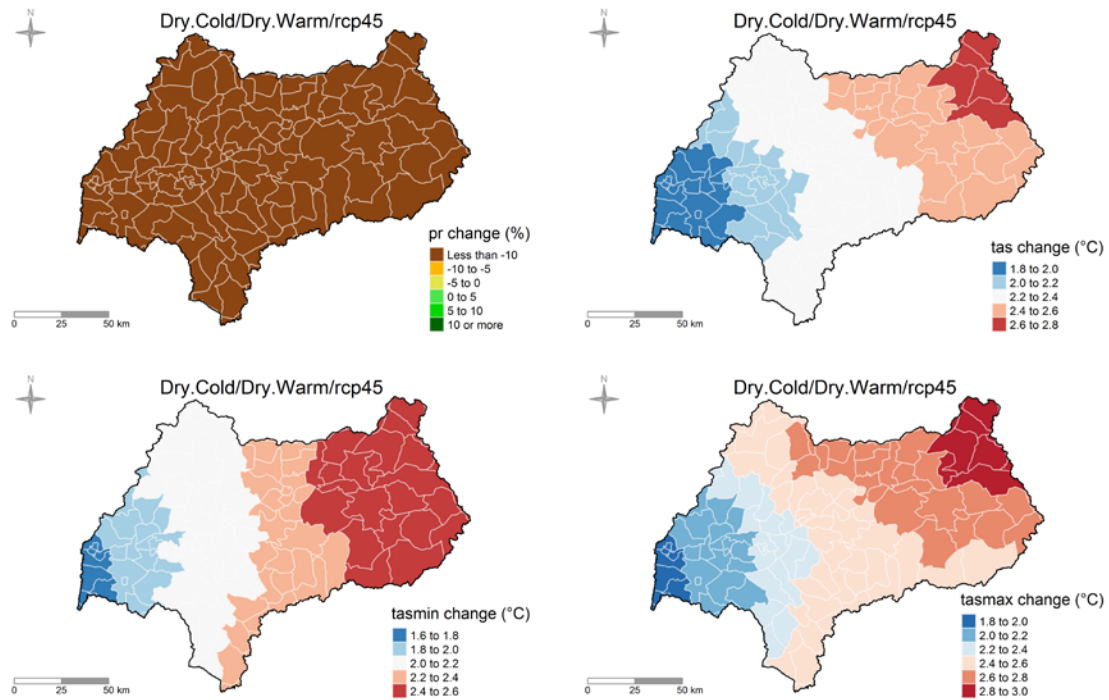 Dry.Cold/Dry.Warm/rcp45
N
pr change (%)
Less than -10
-10 to -5
-5 to 0
0 to 5
5 to 10
10 or more
0 25 50 km
Dry.Cold/Dry.Warm/rcp45
N
tas change (°C)
1.8 to 2.0
2.0 to 2.2
2.2 to 2.4
2.4 to 2.6
2.6 to 2.8
0 25 50 km
Dry.Cold/Dry.Warm/rcp45
N
tasmin change (°C)
1.6 to 1.8
1.8 to 2.0
2.0 to 2.2
2.2 to 2.4
2.4 to 2.6
0 25 50 km
Dry.Cold/Dry.Warm/rcp45
N
tasmax change (°C)
1.8 to 2.0
2.0 to 2.2
2.2 to 2.4
2.4 to 2.6
2.6 to 2.8
2.8 to 3.0
0 25 50 km